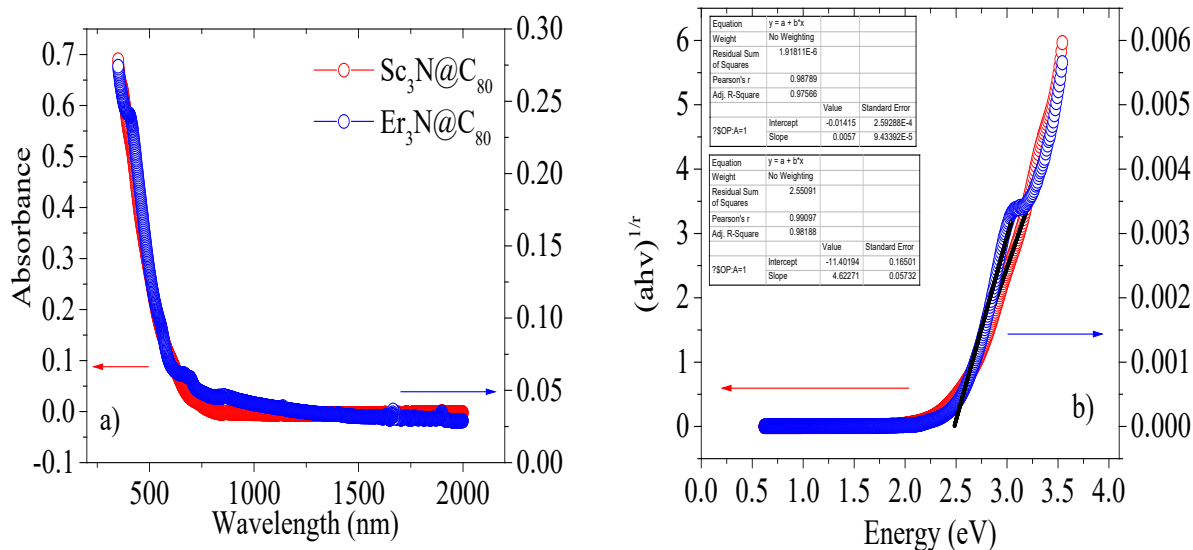 0.7
0.6
0.5
0.4
0.3
0.2
0.1
0.0
-0.1
Absorbance
500
1000
1500
2000
Wavelength (nm)
0.30
0.25
0.20
0.15
0.10
0.05
0.00
Sc3N@C80
Er3N@C80
a)
6
5
4
3
2
1
0
(ahv)^1/r
0.0
0.5
1.0
1.5
2.0
2.5
3.0
3.5
4.0
Energy (eV)
0.006
0.005
0.004
0.003
0.002
0.001
0.000
Equation y = a + b*x
Weight No Weighting
Residual Sum of Squares 1.91811E-6
Pearson's r 0.98789
Adj. R-Square 0.97566
Value Standard Error
?$OP:A=1 Intercept -0.01415 2.59288E-4
Slope 0.0057 9.43392E-5
Equation y = a + b*x
Weight No Weighting
Residual Sum of Squares 2.55091
Pearson's r 0.99097
Adj. R-Square 0.98188
Value Standard Error
?$OP:A=1 Intercept -11.40194 0.16501
Slope 4.62271 0.05732
b)